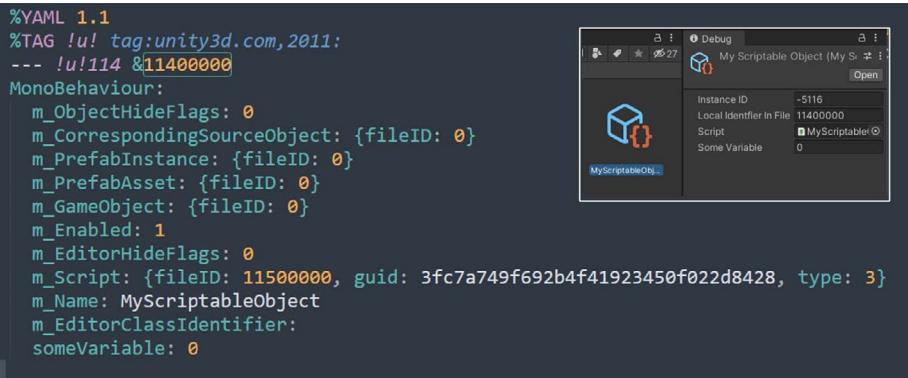 %YAML 1.1
%TAG !u! tag:unity3d.com,2011:
--- !u!114 &11400000
MonoBehaviour:
  m_ObjectHideFlags: 0
  m_CorrespondingSourceObject: {fileID: 0}
  m_PrefabInstance: {fileID: 0}
  m_PrefabAsset: {fileID: 0}
  m_GameObject: {fileID: 0}
  m_Enabled: 1
  m_EditorHideFlags: 0
  m_Script: {fileID: 11500000, guid: 3fc7a749f692b4f41923450f022d8428, type: 3}
  m_Name: MyScriptableObject
  m_EditorClassIdentifier:
  someVariable: 0
27
MyScriptableObj...
Debug
My Scriptable Object (My S
Open
Instance ID -5116
Local Identfier In File 11400000
Script MyScriptable
Some Variable 0